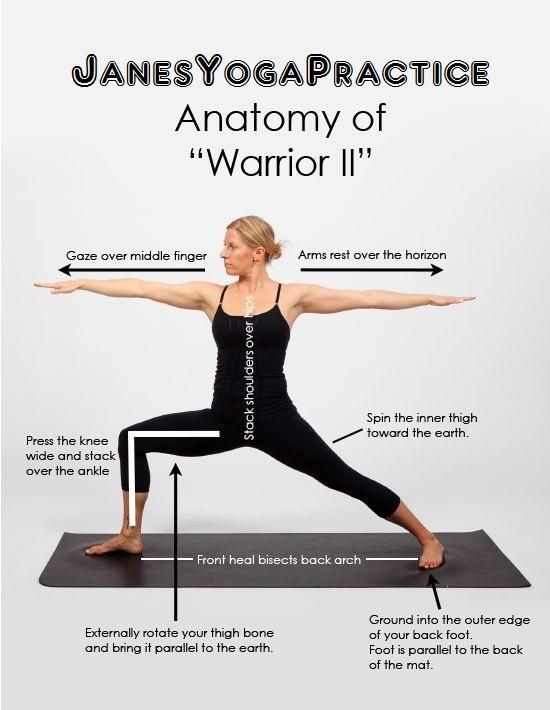 JANESYOGAPRACTICE
Anatomy of
“Warrior II”
Gaze over middle finger
Arms rest over the horizon
Stack shoulders over hips
Spin the inner thigh
toward the earth.
Press the knee
wide and stack
over the ankle
Front heal bisects back arch
Externally rotate your thigh bone
and bring it parallel to the earth.
Ground into the outer edge
of your back foot.
Foot is parallel to the back
of the mat.